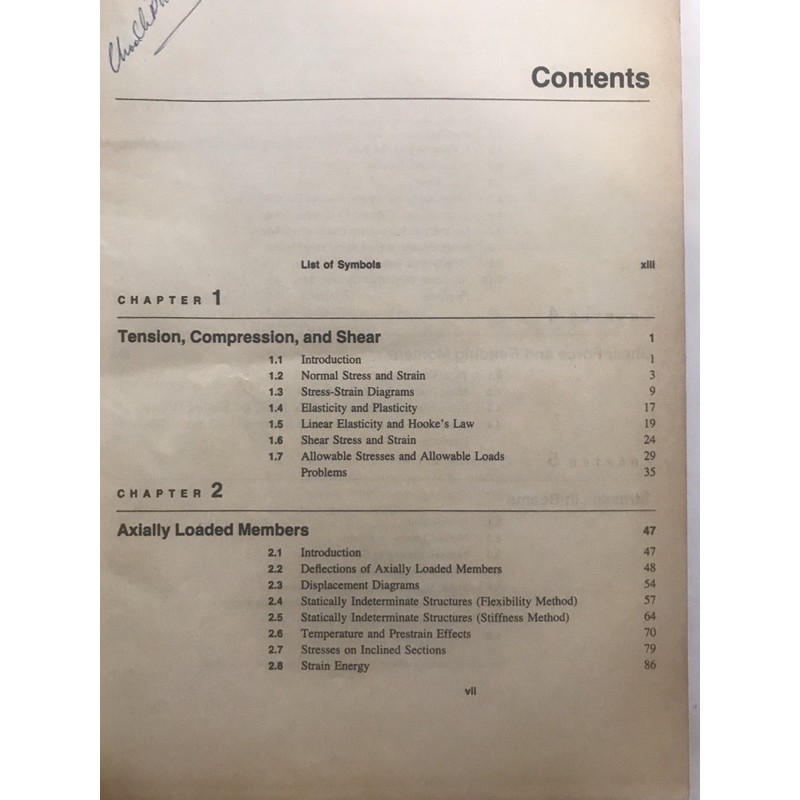 Contents
List of Symbols xiii
CHAPTER 1
Tension, Compression, and Shear 1
1.1 Introduction 1
1.2 Normal Stress and Strain 3
1.3 Stress-Strain Diagrams 9
1.4 Elasticity and Plasticity 17
1.5 Linear Elasticity and Hooke's Law 19
1.6 Shear Stress and Strain 24
1.7 Allowable Stresses and Allowable Loads 29
Problems 35
CHAPTER 2
Axially Loaded Members 47
2.1 Introduction 47
2.2 Deflections of Axially Loaded Members 48
2.3 Displacement Diagrams 54
2.4 Statically Indeterminate Structures (Flexibility Method) 57
2.5 Statically Indeterminate Structures (Stiffness Method) 64
2.6 Temperature and Prestrain Effects 70
2.7 Stresses on Inclined Sections 79
2.8 Strain Energy 86
vii